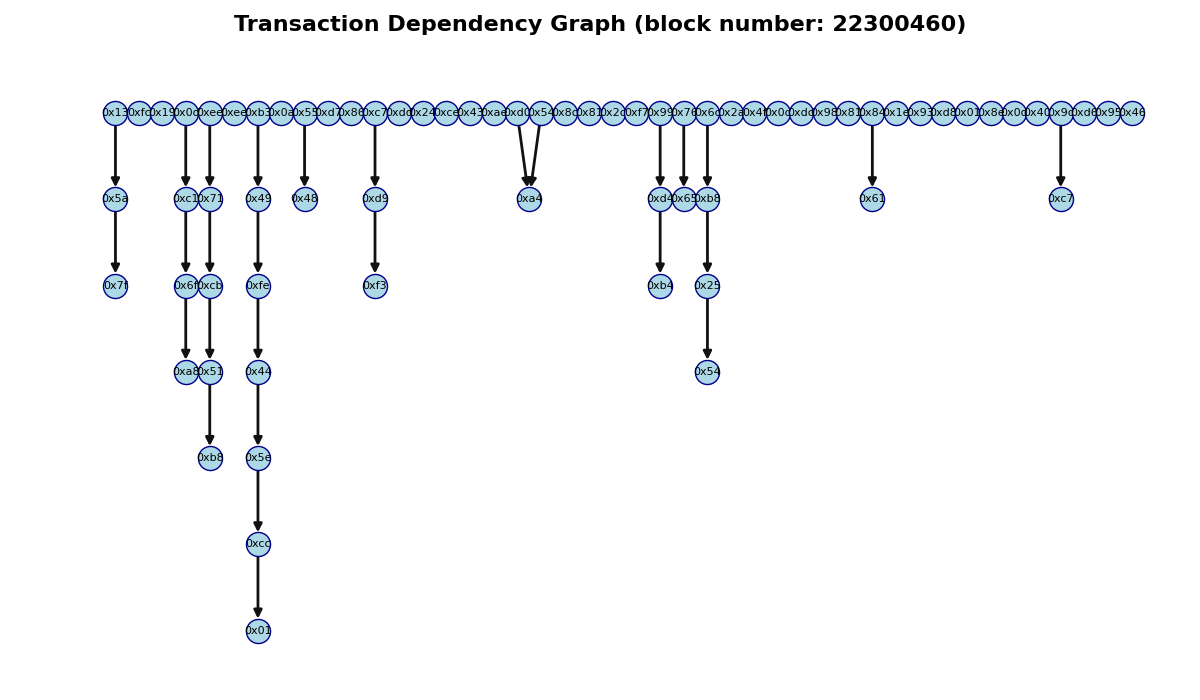 Transaction Dependency Graph (block number: 22300460)
0x13 0xfc 0x19 0x0c 0xee 0xee 0xb3 0x0a 0x55 0xd7 0x86 0xc7 0xdd 0x24 0xce 0x43 0xae 0xd0 0x54 0x8c 0x81 0x2c 0xf7 0x99 0x76 0x6c 0x2a 0x4f 0x0c 0xdd 0x98 0x81 0x84 0x1e 0x93 0xd8 0x01 0x8e 0x0d 0x40 0x9c 0xd6 0x95 0x46
0x5a 0xc1 0x71 0x49 0x48 0xd9 0xa4 0xd4 0x65 0xb8 0x61 0xc7
0x7f 0x6f 0xcb 0xfe 0xf3 0xb4 0x25
0xa8 0x51 0x44 0x54
0xb8 0x5e
0xcc
0x01